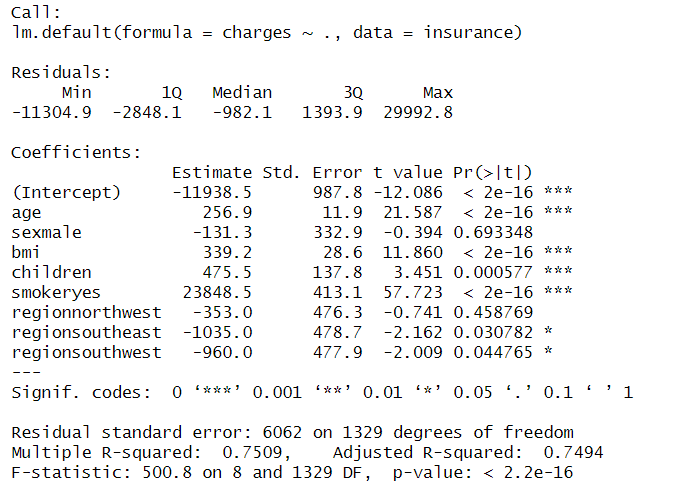 Call:
lm.default(formula = charges ~ ., data = insurance)
Residuals:
Min 1Q Median 3Q Max
-11304.9 -2848.1 -982.1 1393.9 29992.8
Coefficients:
Estimate Std. Error t value Pr(>|t|)
(Intercept) -11938.5 987.8 -12.086 < 2e-16 ***
age 256.9 11.9 21.587 < 2e-16 ***
sexmale -131.3 332.9 -0.394 0.693348
bmi 339.2 28.6 11.860 < 2e-16 ***
children 475.5 137.8 3.451 0.000577 ***
smokeryes 23848.5 413.1 57.723 < 2e-16 ***
regionnorthwest -353.0 476.3 -0.741 0.458769
regionsoutheast -1035.0 478.7 -2.162 0.030782 *
regionsouthwest -960.0 477.9 -2.009 0.044765 *
---
Signif. codes: 0 ‘***’ 0.001 ‘**’ 0.01 ‘*’ 0.05 ‘.’ 0.1 ‘ ’ 1
Residual standard error: 6062 on 1329 degrees of freedom
Multiple R-squared: 0.7509, Adjusted R-squared: 0.7494
F-statistic: 500.8 on 8 and 1329 DF, p-value: < 2.2e-16